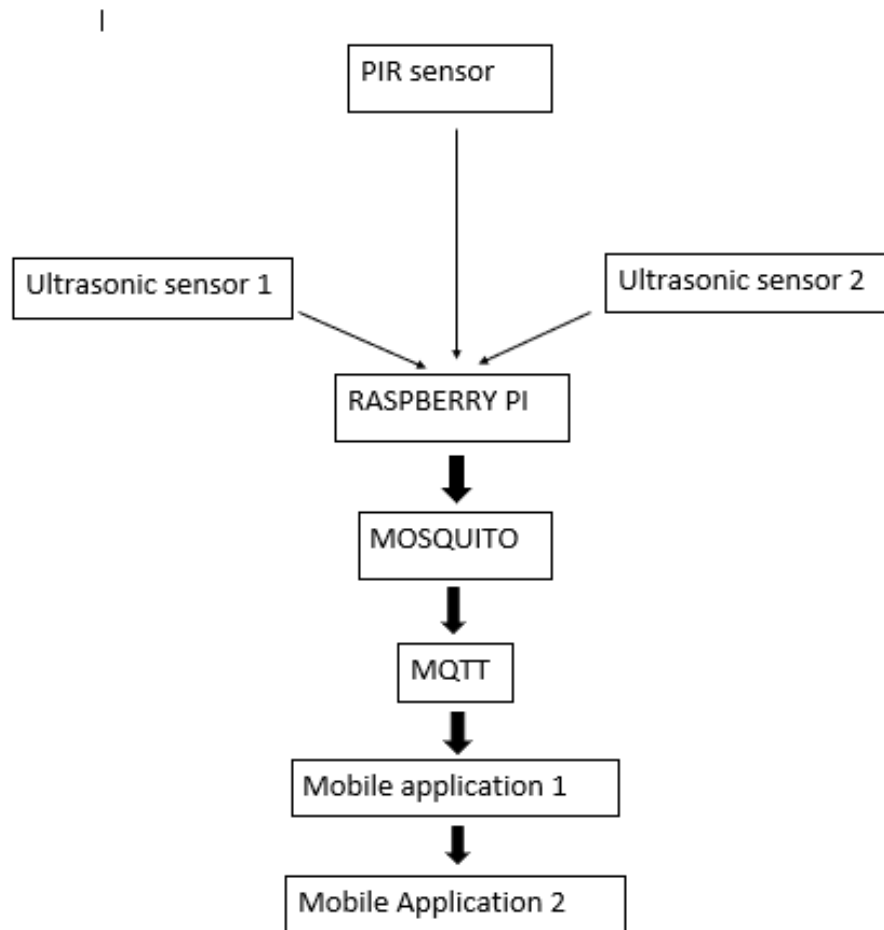 PIR sensor
Ultrasonic sensor 1
Ultrasonic sensor 2
RASPBERRY PI
MOSQUITO
MQTT
Mobile application 1
Mobile Application 2